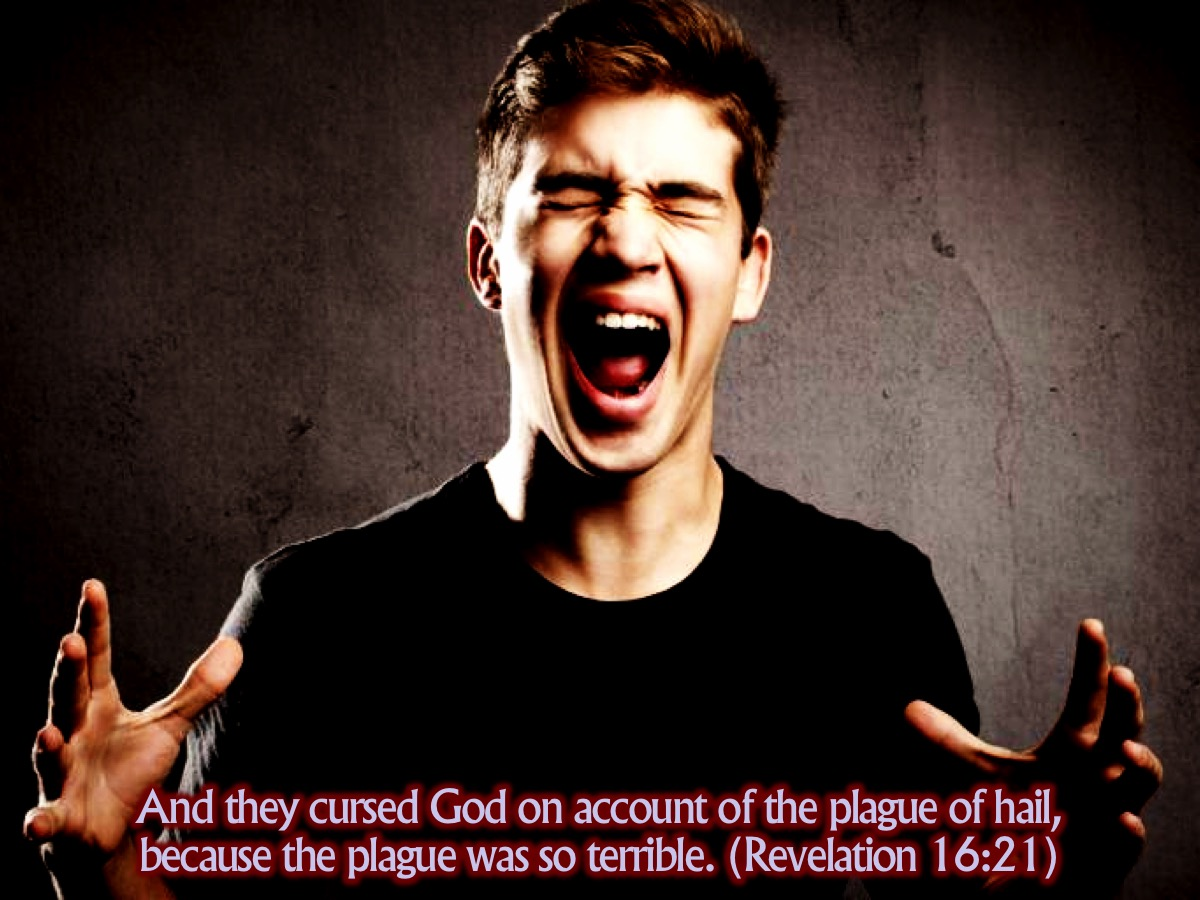 And they cursed God on account of the plague of hail,
because the plague was so terrible. (Revelation 16:21)